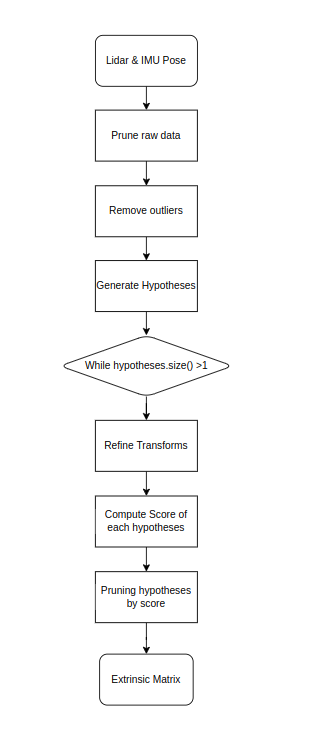 Lidar & IMU Pose
Prune raw data
Remove outliers
Generate Hypotheses
While hypotheses.size() >1
Refine Transforms
Compute Score of
each hypotheses
Pruning hypotheses
by score
Extrinsic Matrix